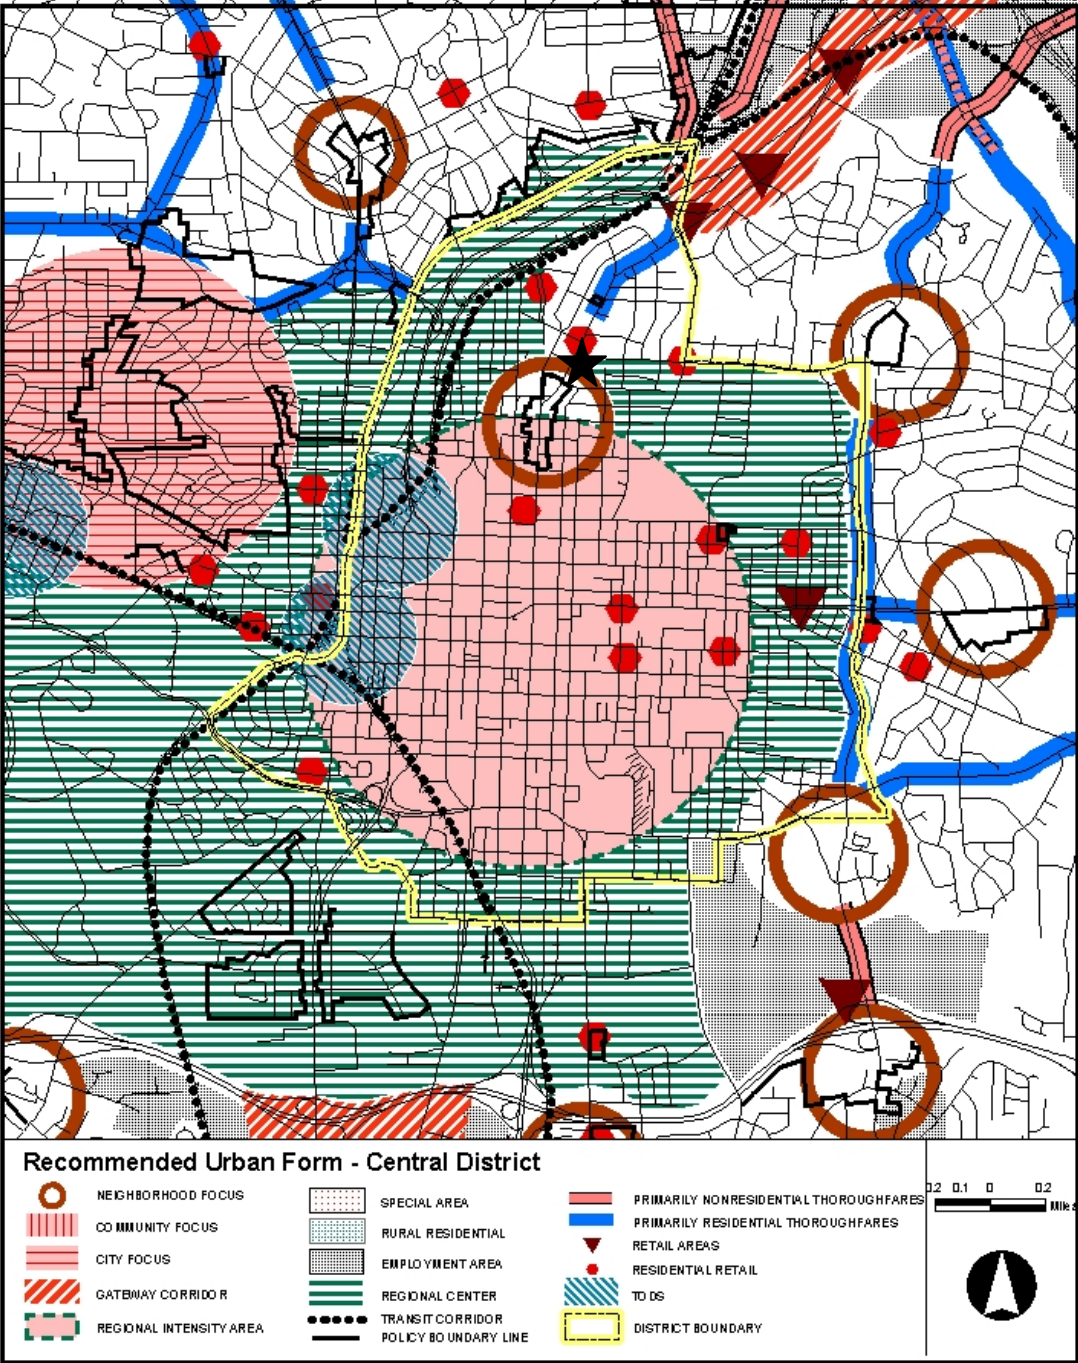 Recommended Urban Form - Central District
NEIGHBORHOOD FOCUS
COMMUNITY FOCUS
CITY FOCUS
GATEWAY CORRIDOR
REGIONAL INTENSITY AREA
SPECIAL AREA
RURAL RESIDENTIAL
EMPLOYMENT AREA
REGIONAL CENTER
TRANSIT CORRIDOR
POLICY BOUNDARY LINE
PRIMARILY NONRESIDENTIAL THOROUGHFARES
PRIMARILY RESIDENTIAL THOROUGHFARES
RETAIL AREAS
RESIDENTIAL RETAIL
TODS
DISTRICT BOUNDARY
0.2 0.1 0 0.2
Miles